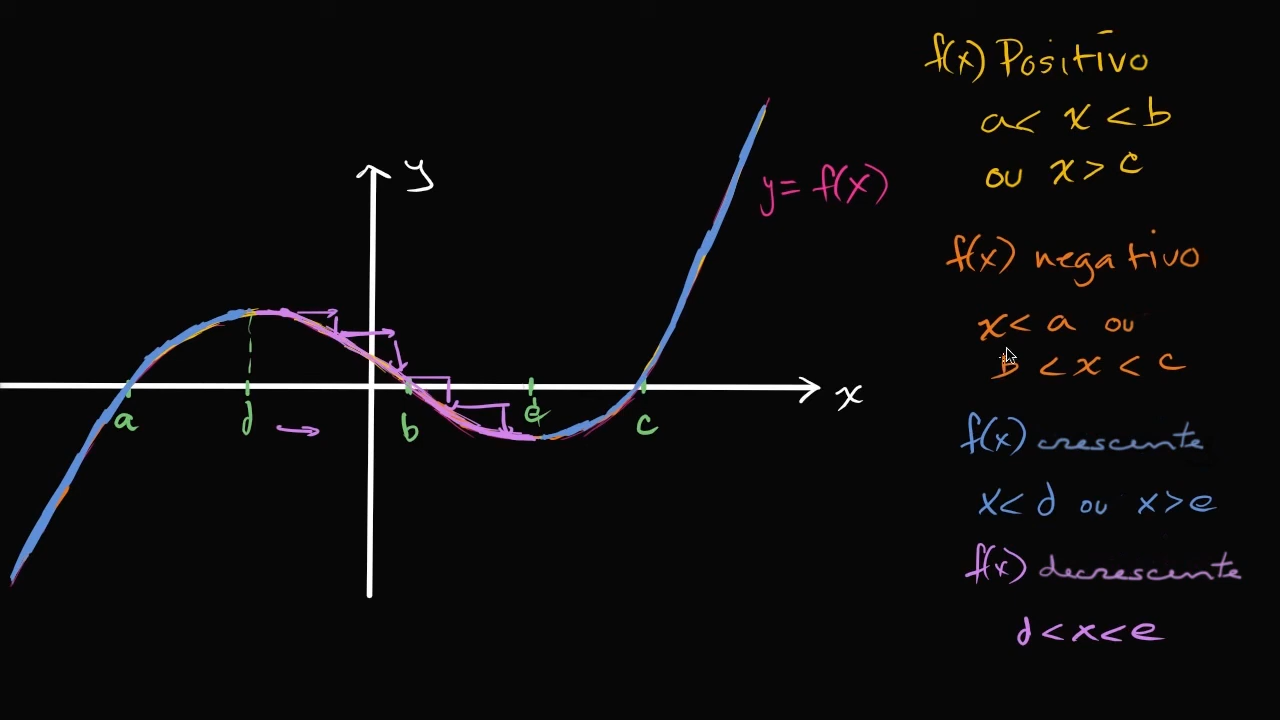 f(x) Positivo
a < x < b
ou x > c
y
y = f(x)
f(x) negativo
x < a ou
b < x < c
x
a
d
b
e
c
f(x) crescente
x < d ou x > e
f(x) decrescente
d < x < e